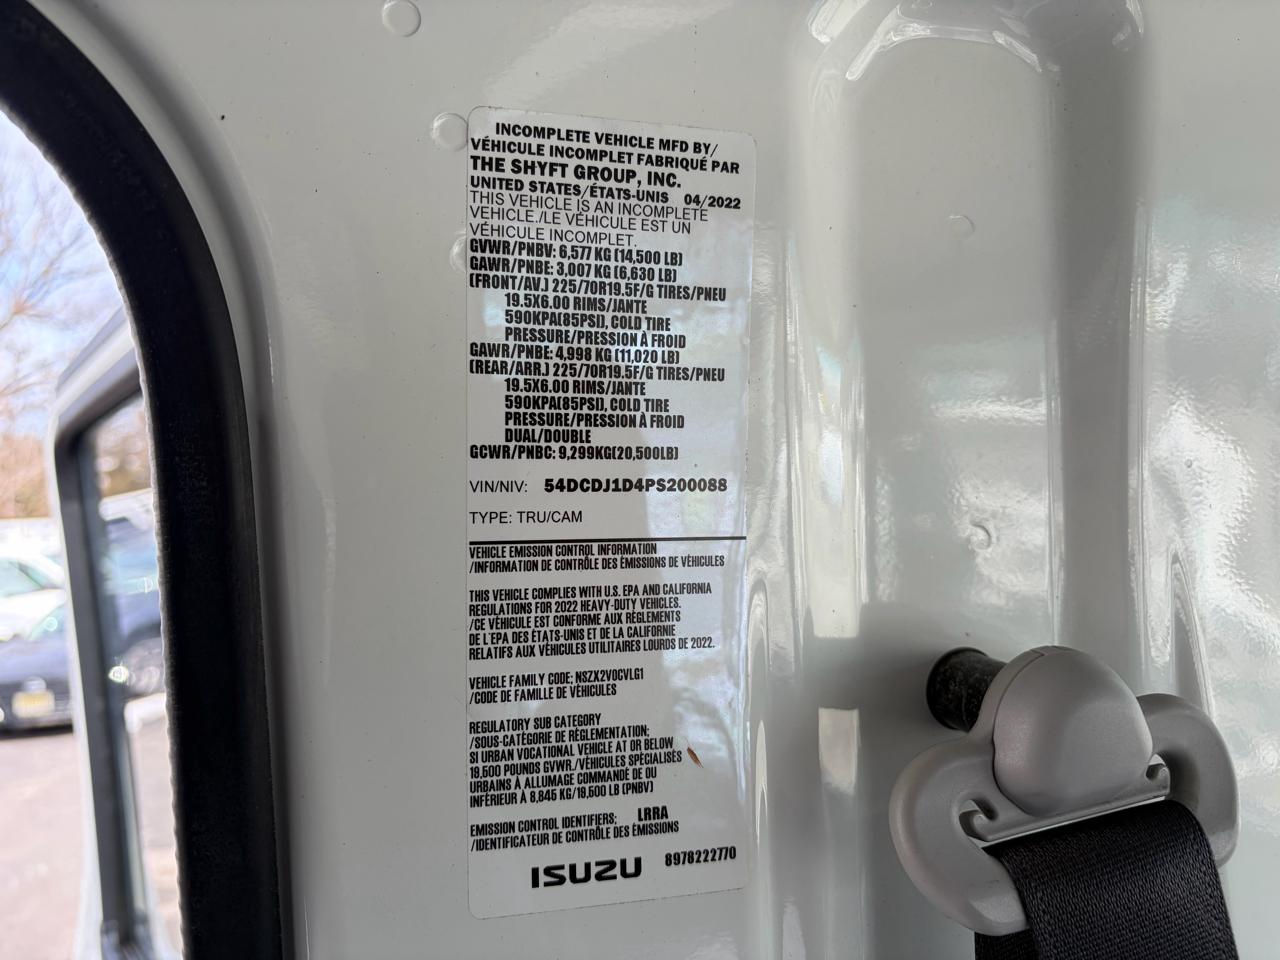 INCOMPLETE VEHICLE MFD BY/
VÉHICULE INCOMPLET FABRIQUÉ PAR
THE SHYFT GROUP, INC.
UNITED STATES/ÉTATS-UNIS 04/2022
THIS VEHICLE IS AN INCOMPLETE
VEHICLE./LE VÉHICULE EST UN
VÉHICULE INCOMPLET.
GVWR/PNBV: 6,577 KG (14,500 LB)
GAWR/PNBE: 3,007 KG (6,630 LB)
(FRONT/AV.) 225/70R19.5F/G TIRES/PNEU
19.5X6.00 RIMS/JANTE
590KPA(85PSI), COLD TIRE
PRESSURE/PRESSION À FROID
GAWR/PNBE: 4,998 KG (11,020 LB)
(REAR/ARR.) 225/70R19.5F/G TIRES/PNEU
19.5X6.00 RIMS/JANTE
590KPA(85PSI), COLD TIRE
PRESSURE/PRESSION À FROID
DUAL/DOUBLE
GCWR/PNBC: 9,299KG(20,500LB)
VIN/NIV: 54DCDJ1D4PS200088
TYPE: TRU/CAM
VEHICLE EMISSION CONTROL INFORMATION
/INFORMATION DE CONTRÔLE DES ÉMISSIONS DE VÉHICULES
THIS VEHICLE COMPLIES WITH U.S. EPA AND CALIFORNIA
REGULATIONS FOR 2022 HEAVY-DUTY VEHICLES.
/CE VÉHICULE EST CONFORME AUX RÈGLEMENTS
DE L'EPA DES ÉTATS-UNIS ET DE LA CALIFORNIE
RELATIFS AUX VÉHICULES UTILITAIRES LOURDS DE 2022.
VEHICLE FAMILY CODE; NSZX2VOCVLG1
/CODE DE FAMILLE DE VÉHICULES
REGULATORY SUB CATEGORY
/SOUS-CATÉGORIE DE RÈGLEMENTATION;
SI URBAN VOCATIONAL VEHICLE AT OR BELOW
19,500 POUNDS GVWR./VÉHICULES SPÉCIALISÉS
URBAINS À ALLUMAGE COMMANDÉ DE OU
INFÉRIEUR À 8,845 KG/19,500 LB (PNBV)
EMISSION CONTROL IDENTIFIERS; LRRA
/IDENTIFICATEUR DE CONTRÔLE DES ÉMISSIONS
ISUZU 8978222770